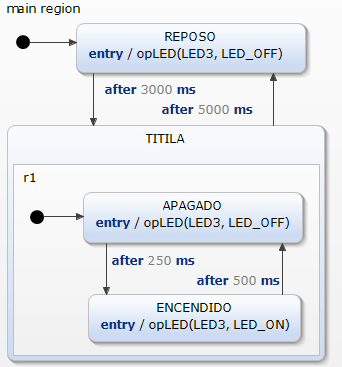 main region
REPOSO
entry / opLED(LED3, LED_OFF)
after 3000 ms
after 5000 ms
TITILA
r1
APAGADO
entry / opLED(LED3, LED_OFF)
after 250 ms
after 500 ms
ENCENDIDO
entry / opLED(LED3, LED_ON)